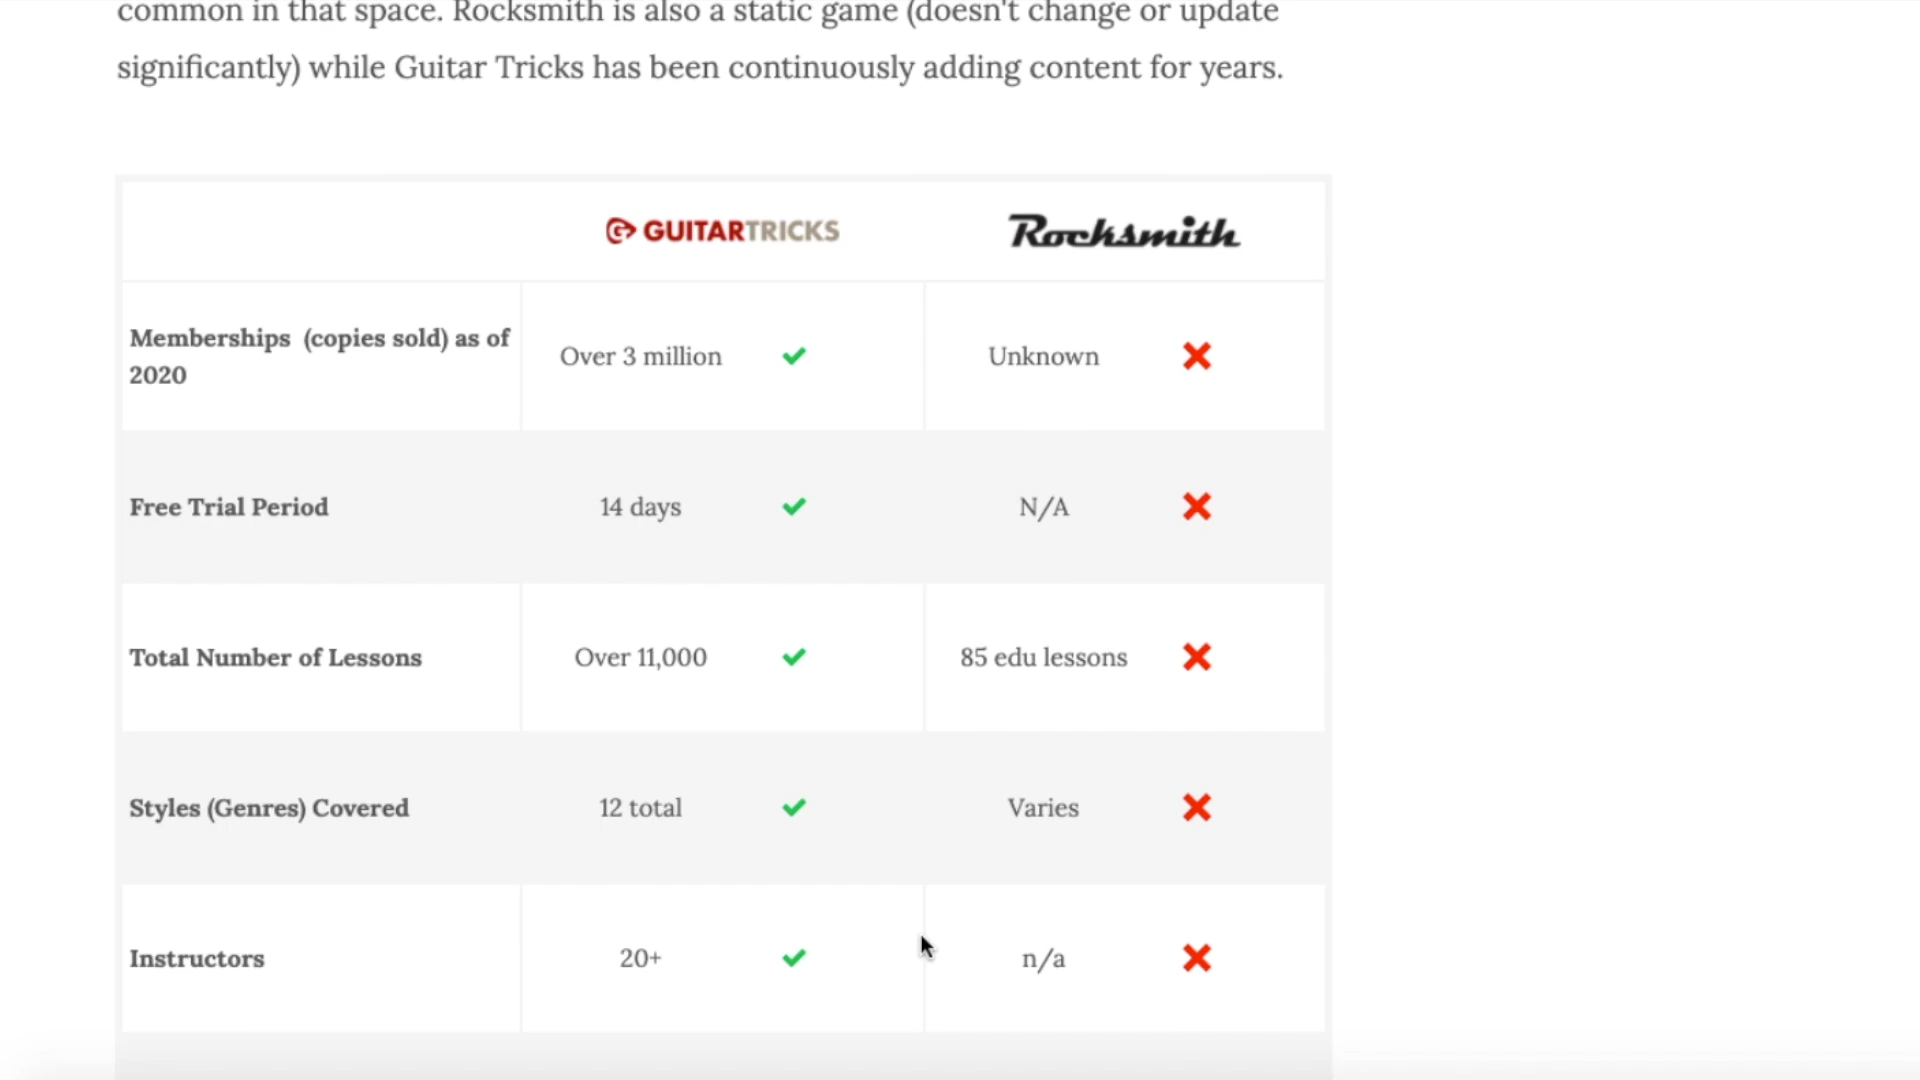 common in that space. Rocksmith is also a static game (doesn't change or update
significantly) while Guitar Tricks has been continuously adding content for years.
GUITARTRICKS Rocksmith
Memberships (copies sold) as of
2020
Over 3 million Unknown
Free Trial Period 14 days N/A
Total Number of Lessons Over 11,000 85 edu lessons
Styles (Genres) Covered 12 total Varies
Instructors 20+ n/a